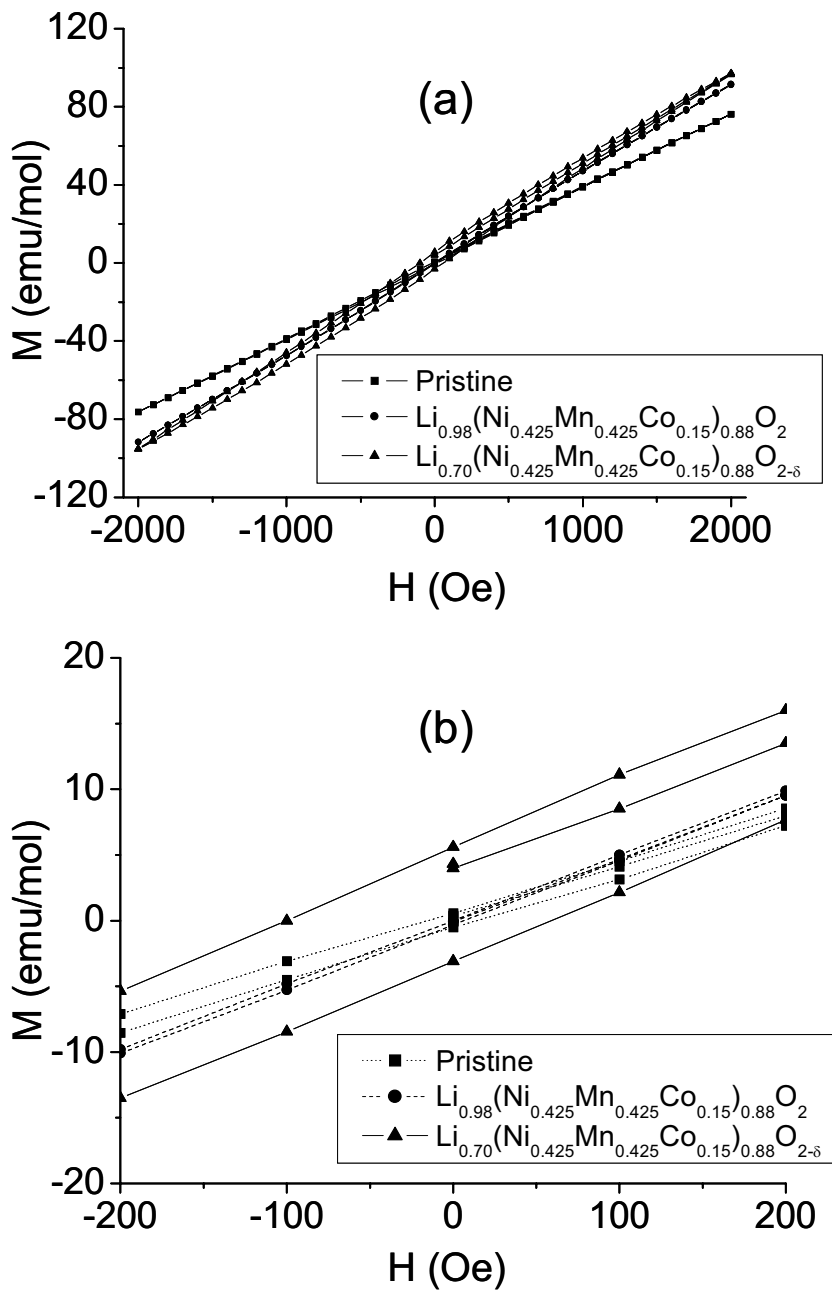 120
80
40
0
-40
-80
-120
M (emu/mol)
(a)
Pristine
Li0.98(Ni0.425Mn0.425Co0.15)0.88O2
Li0.70(Ni0.425Mn0.425Co0.15)0.88O2-δ
-2000 -1000 0 1000 2000
H (Oe)
20
10
0
-10
-20
M (emu/mol)
(b)
Pristine
Li0.98(Ni0.425Mn0.425Co0.15)0.88O2
Li0.70(Ni0.425Mn0.425Co0.15)0.88O2-δ
-200 -100 0 100 200
H (Oe)